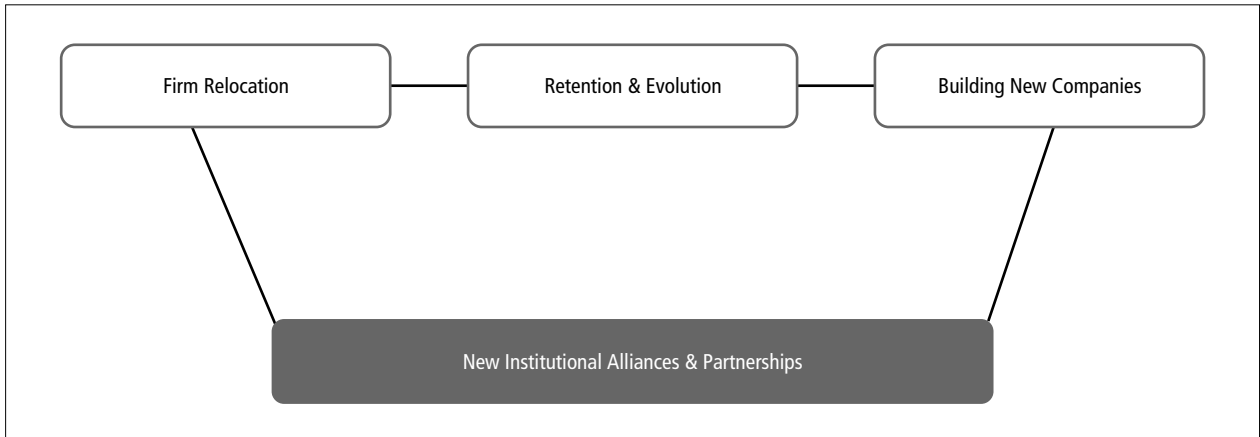 Firm Relocation
Retention & Evolution
Building New Companies
New Institutional Alliances & Partnerships